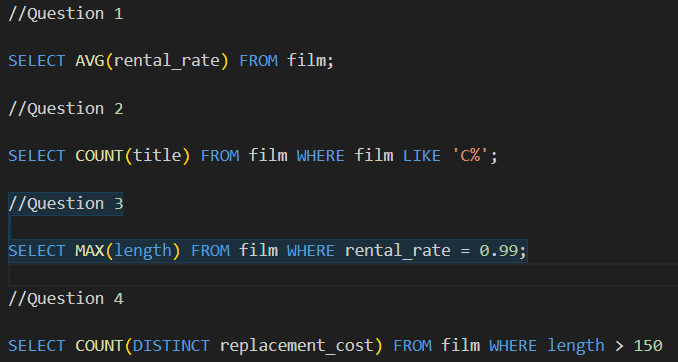 //Question 1
SELECT AVG(rental_rate) FROM film;
//Question 2
SELECT COUNT(title) FROM film WHERE film LIKE 'C%';
//Question 3
SELECT MAX(length) FROM film WHERE rental_rate = 0.99;
//Question 4
SELECT COUNT(DISTINCT replacement_cost) FROM film WHERE length > 150